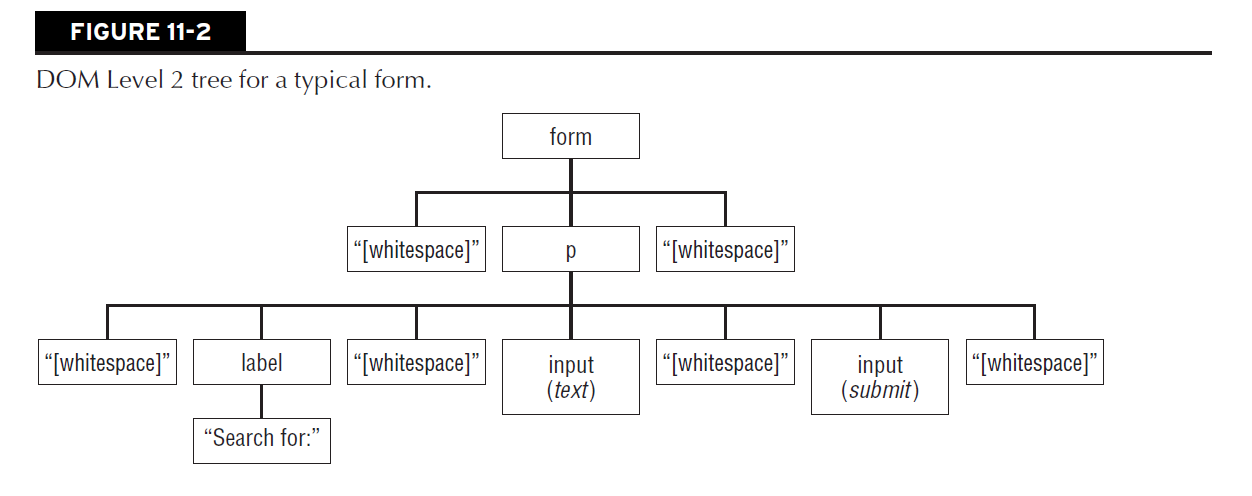 FIGURE 11-2
DOM Level 2 tree for a typical form.
form
“[whitespace]” p “[whitespace]”
“[whitespace]” label “[whitespace]” input “[whitespace]” input “[whitespace]”
(text) (submit)
“Search for:”